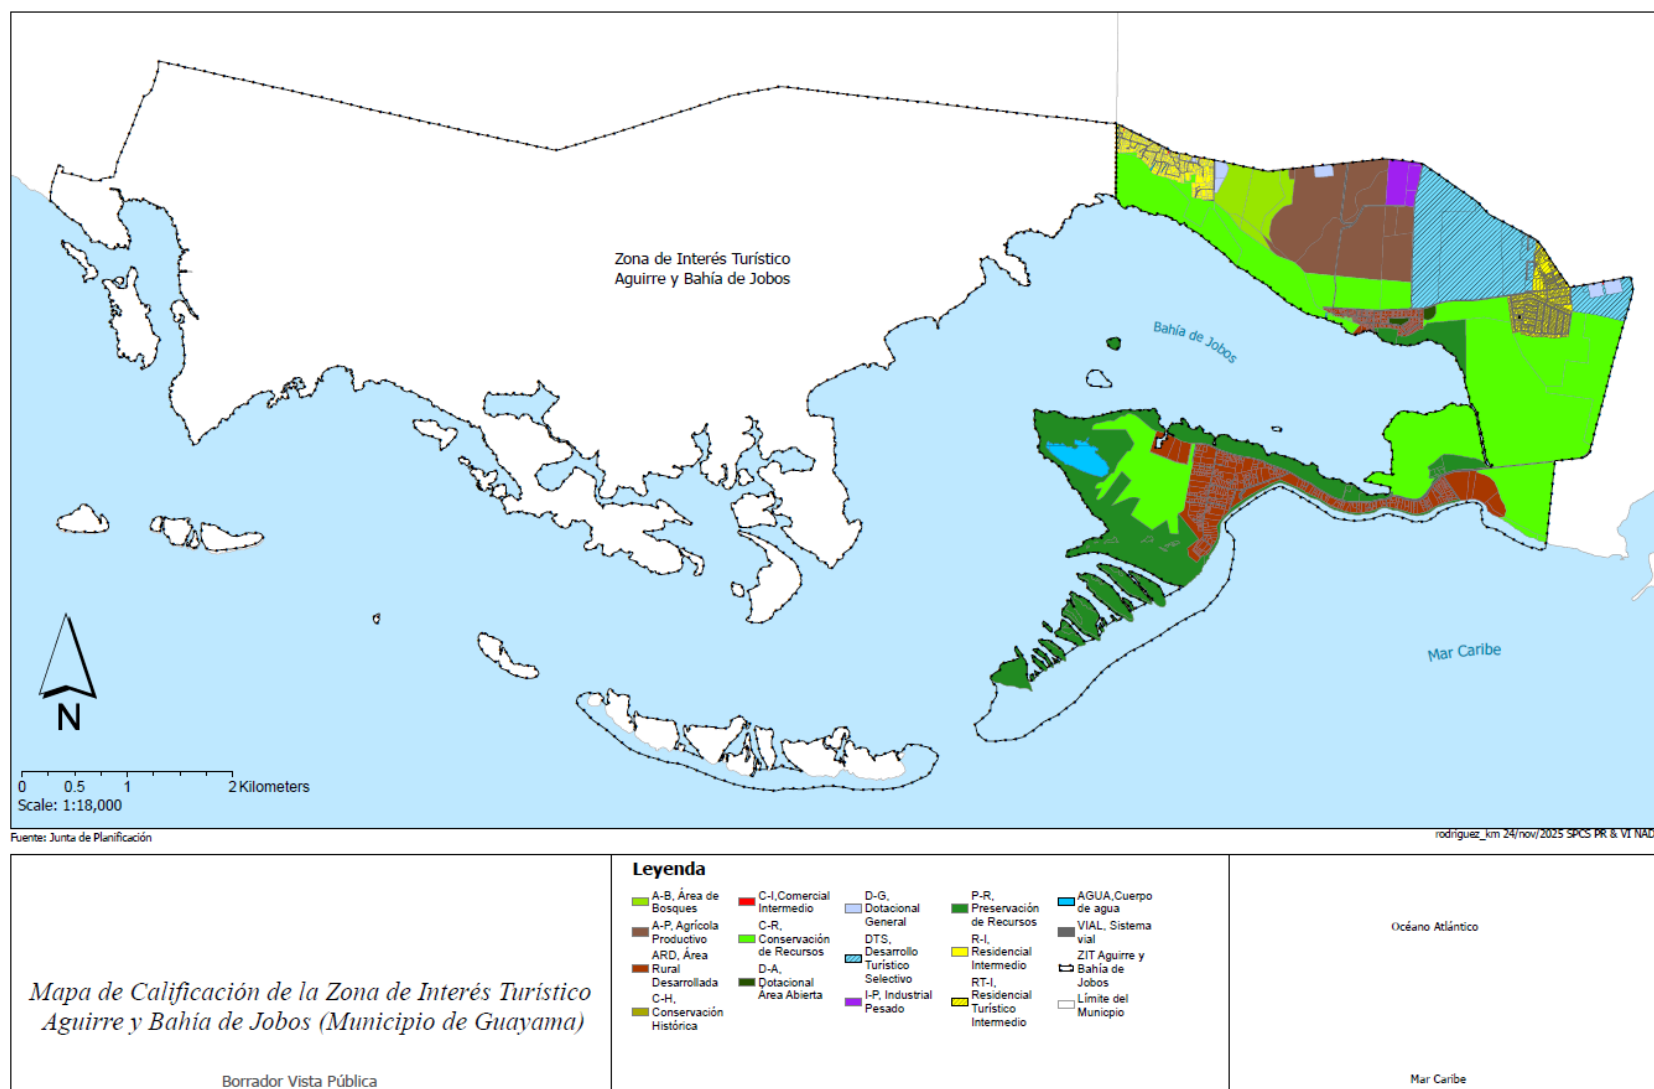 Zona de Interés Turístico
Aguirre y Bahía de Jobos
Bahía de Jobos
Mar Caribe
N
0 0.5 1 2 Kilometers
Scale: 1:18,000
Fuente: Junta de Planificación
rodriguez_km 24/nov/2025 SPCS PR & VI NAD
Mapa de Calificación de la Zona de Interés Turístico
Aguirre y Bahía de Jobos (Municipio de Guayama)
Borrador Vista Pública
Leyenda
A-B, Área de
Bosques
A-P, Agrícola
Productivo
ARD, Área
Rural
Desarrollada
C-H,
Conservación
Histórica
C-I,Comercial
Intermedio
C-R,
Conservación
de Recursos
D-A,
Dotacional
Área Abierta
D-G,
Dotacional
General
DTS,
Desarrollo
Turístico
Selectivo
I-P, Industrial
Pesado
P-R,
Preservación
de Recursos
R-I,
Residencial
Intermedio
RT-I,
Residencial
Turístico
Intermedio
AGUA,Cuerpo
de agua
VIAL, Sistema
vial
ZIT Aguirre y
Bahía de
Jobos
Límite del
Municpio
Océano Atlántico
Mar Caribe